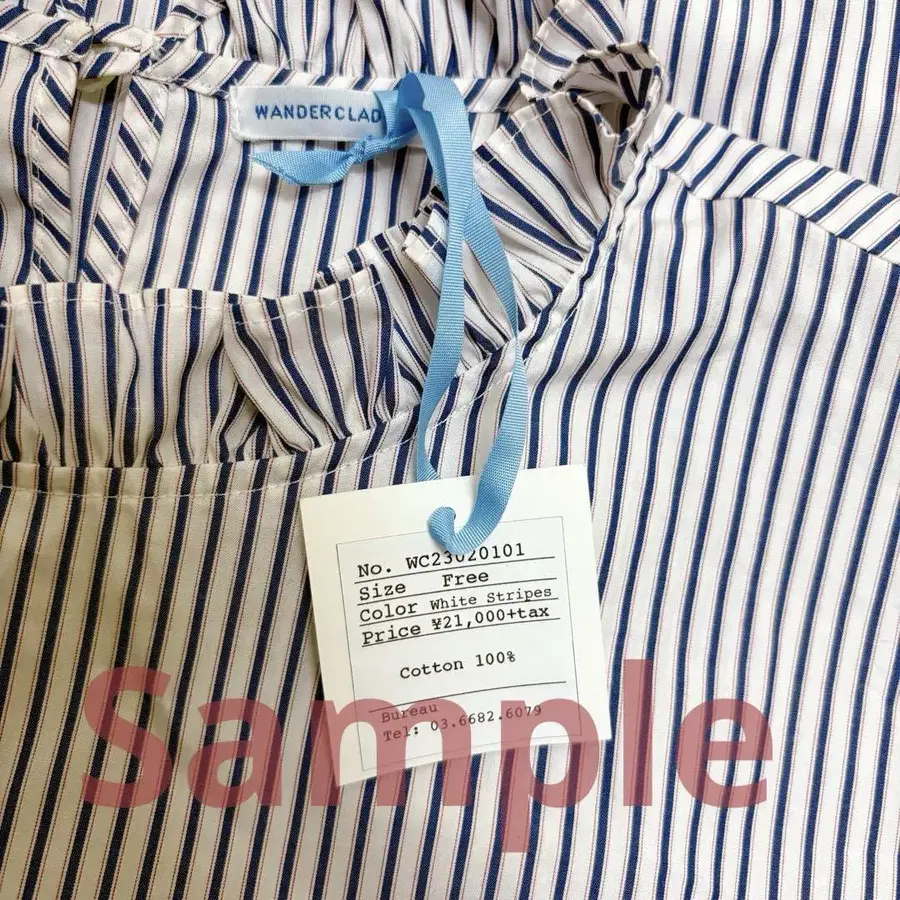 WANDERCLAD
No. WC23020101
Size Free
Color White Stripes
Price ¥21,000+tax
Cotton 100%
Bureau
Tel: 03.6682.6079
Sample